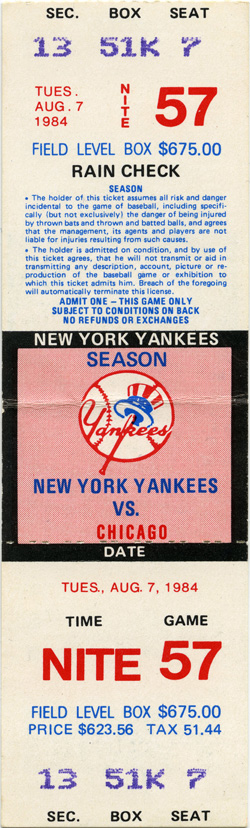 SEC. BOX SEAT
13 51K 7
TUES.
AUG. 7
1984
NITE
57
FIELD LEVEL BOX $675.00
RAIN CHECK
SEASON
• The holder of this ticket assumes all risk and danger
incidental to the game of baseball, including specifi-
cally (but not exclusively) the danger of being injured
by thrown bats and thrown and batted balls, and agrees
that the management, its agents and players are not
liable for injuries resulting from such causes.
• The holder is admitted on condition, and by use of
this ticket agrees, that he will not transmit or aid in
transmitting any description, account, picture or re-
production of the baseball game or exhibition to
which this ticket admits him. Breach of the foregoing
will automatically terminate this license.
ADMIT ONE – THIS GAME ONLY
SUBJECT TO CONDITIONS ON BACK
NO REFUNDS OR EXCHANGES
NEW YORK YANKEES
SEASON
Yankees
NEW YORK YANKEES
VS.
CHICAGO
DATE
TUES., AUG. 7, 1984
TIME GAME
NITE 57
FIELD LEVEL BOX $675.00
PRICE $623.56 TAX 51.44
13 51K 7
SEC. BOX SEAT